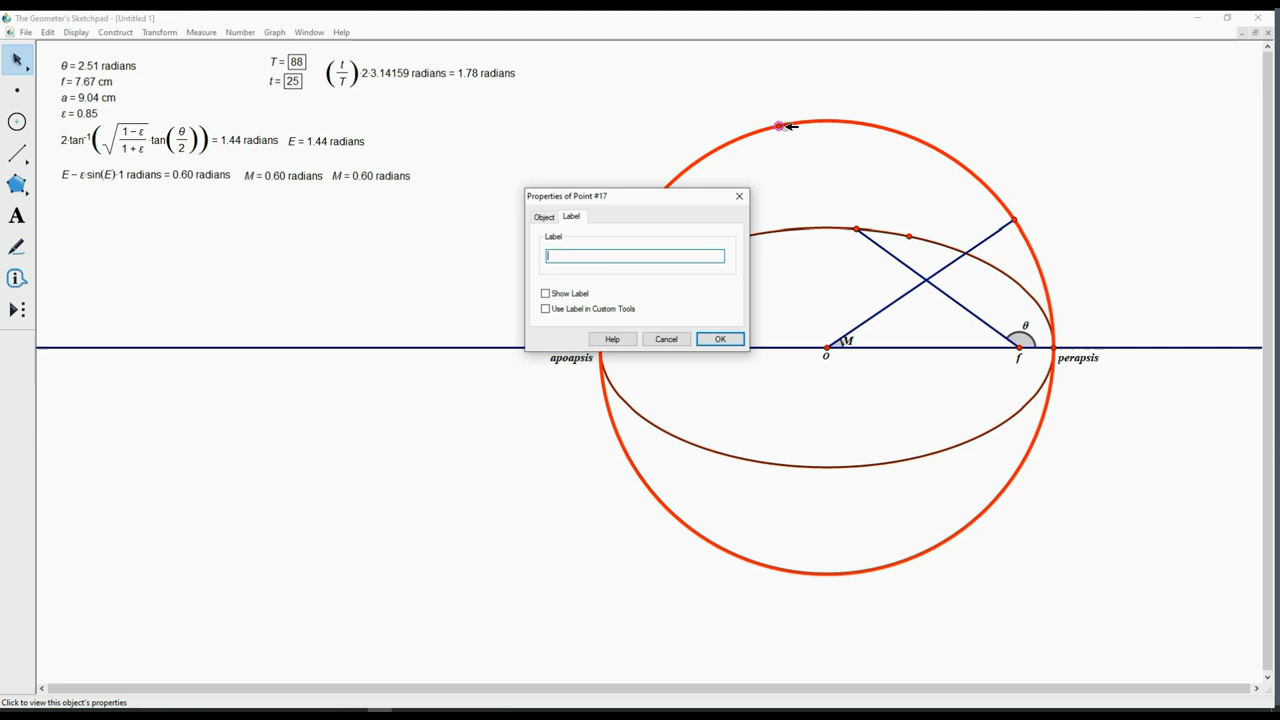 The Geometer's Sketchpad - [Untitled 1]
File Edit Display Construct Transform Measure Number Graph Window Help
θ = 2.51 radians
f = 7.67 cm
a = 9.04 cm
ε = 0.85
T = 88
t = 25
(t/T)·2·3.14159 radians = 1.78 radians
2·tan⁻¹(√((1−ε)/(1+ε))·tan(θ/2)) = 1.44 radians E = 1.44 radians
E − ε·sin(E)·1 radians = 0.60 radians M = 0.60 radians M = 0.60 radians
Properties of Point #17
Object Label
Label
Show Label
Use Label in Custom Tools
Help Cancel OK
θ
M
apoapsis O f perapsis
A
Click to view this object's properties